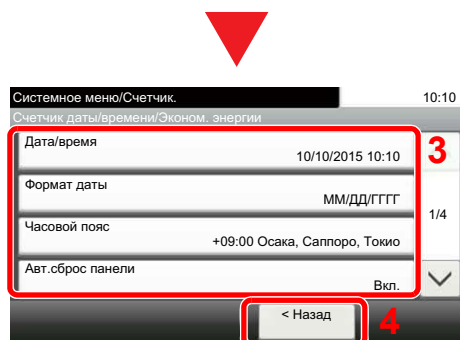 Системное меню/Счетчик.
10:10
Счетчик даты/времени/Эконом. энергии
Дата/время
10/10/2015 10:10
3
Формат даты
ММ/ДД/ГГГГ
1/4
Часовой пояс
+09:00 Осака, Саппоро, Токио
Авт.сброс панели
Вкл.
< Назад
4